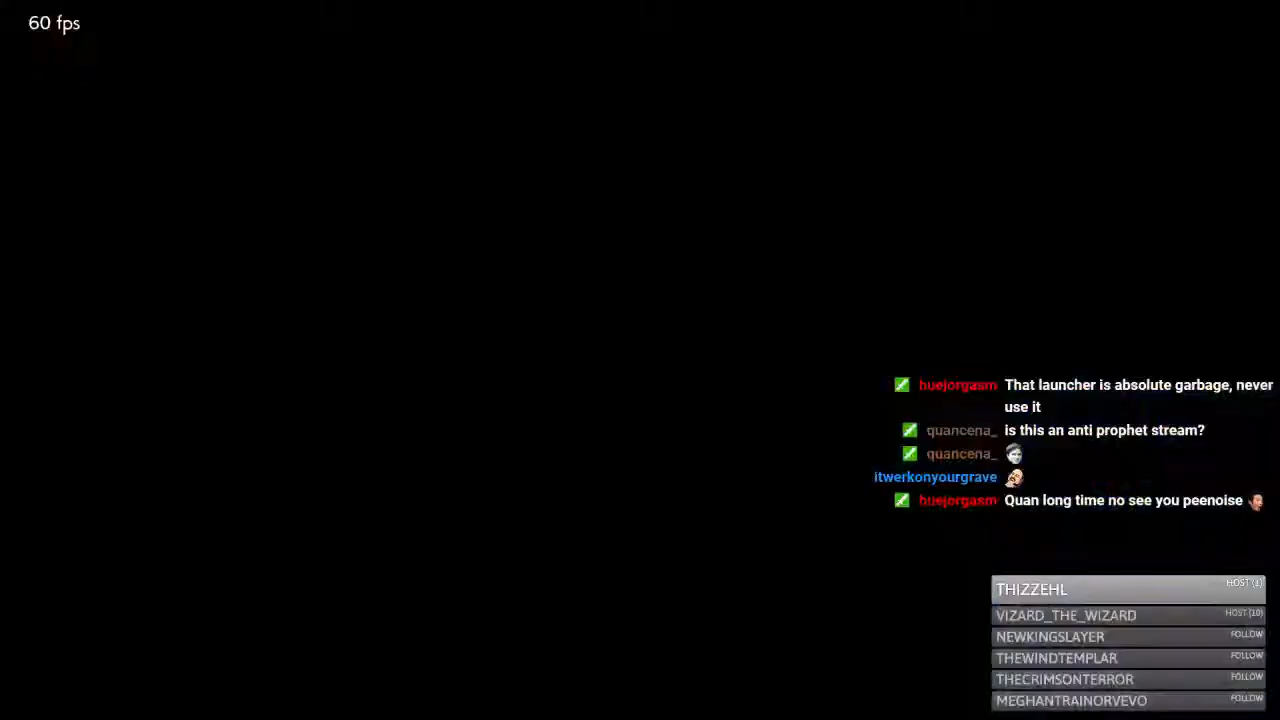 60 fps
huejorgasm That launcher is absolute garbage, never
use it
quancena_ is this an anti prophet stream?
quancena_
itwerkonyourgrave
huejorgasm Quan long time no see you peenoise
THIZZEHL HOST (1)
VIZARD_THE_WIZARD HOST (10)
NEWKINGSLAYER FOLLOW
THEWINDTEMPLAR FOLLOW
THECRIMSONTERROR FOLLOW
MEGHANTRAINORVEVO FOLLOW